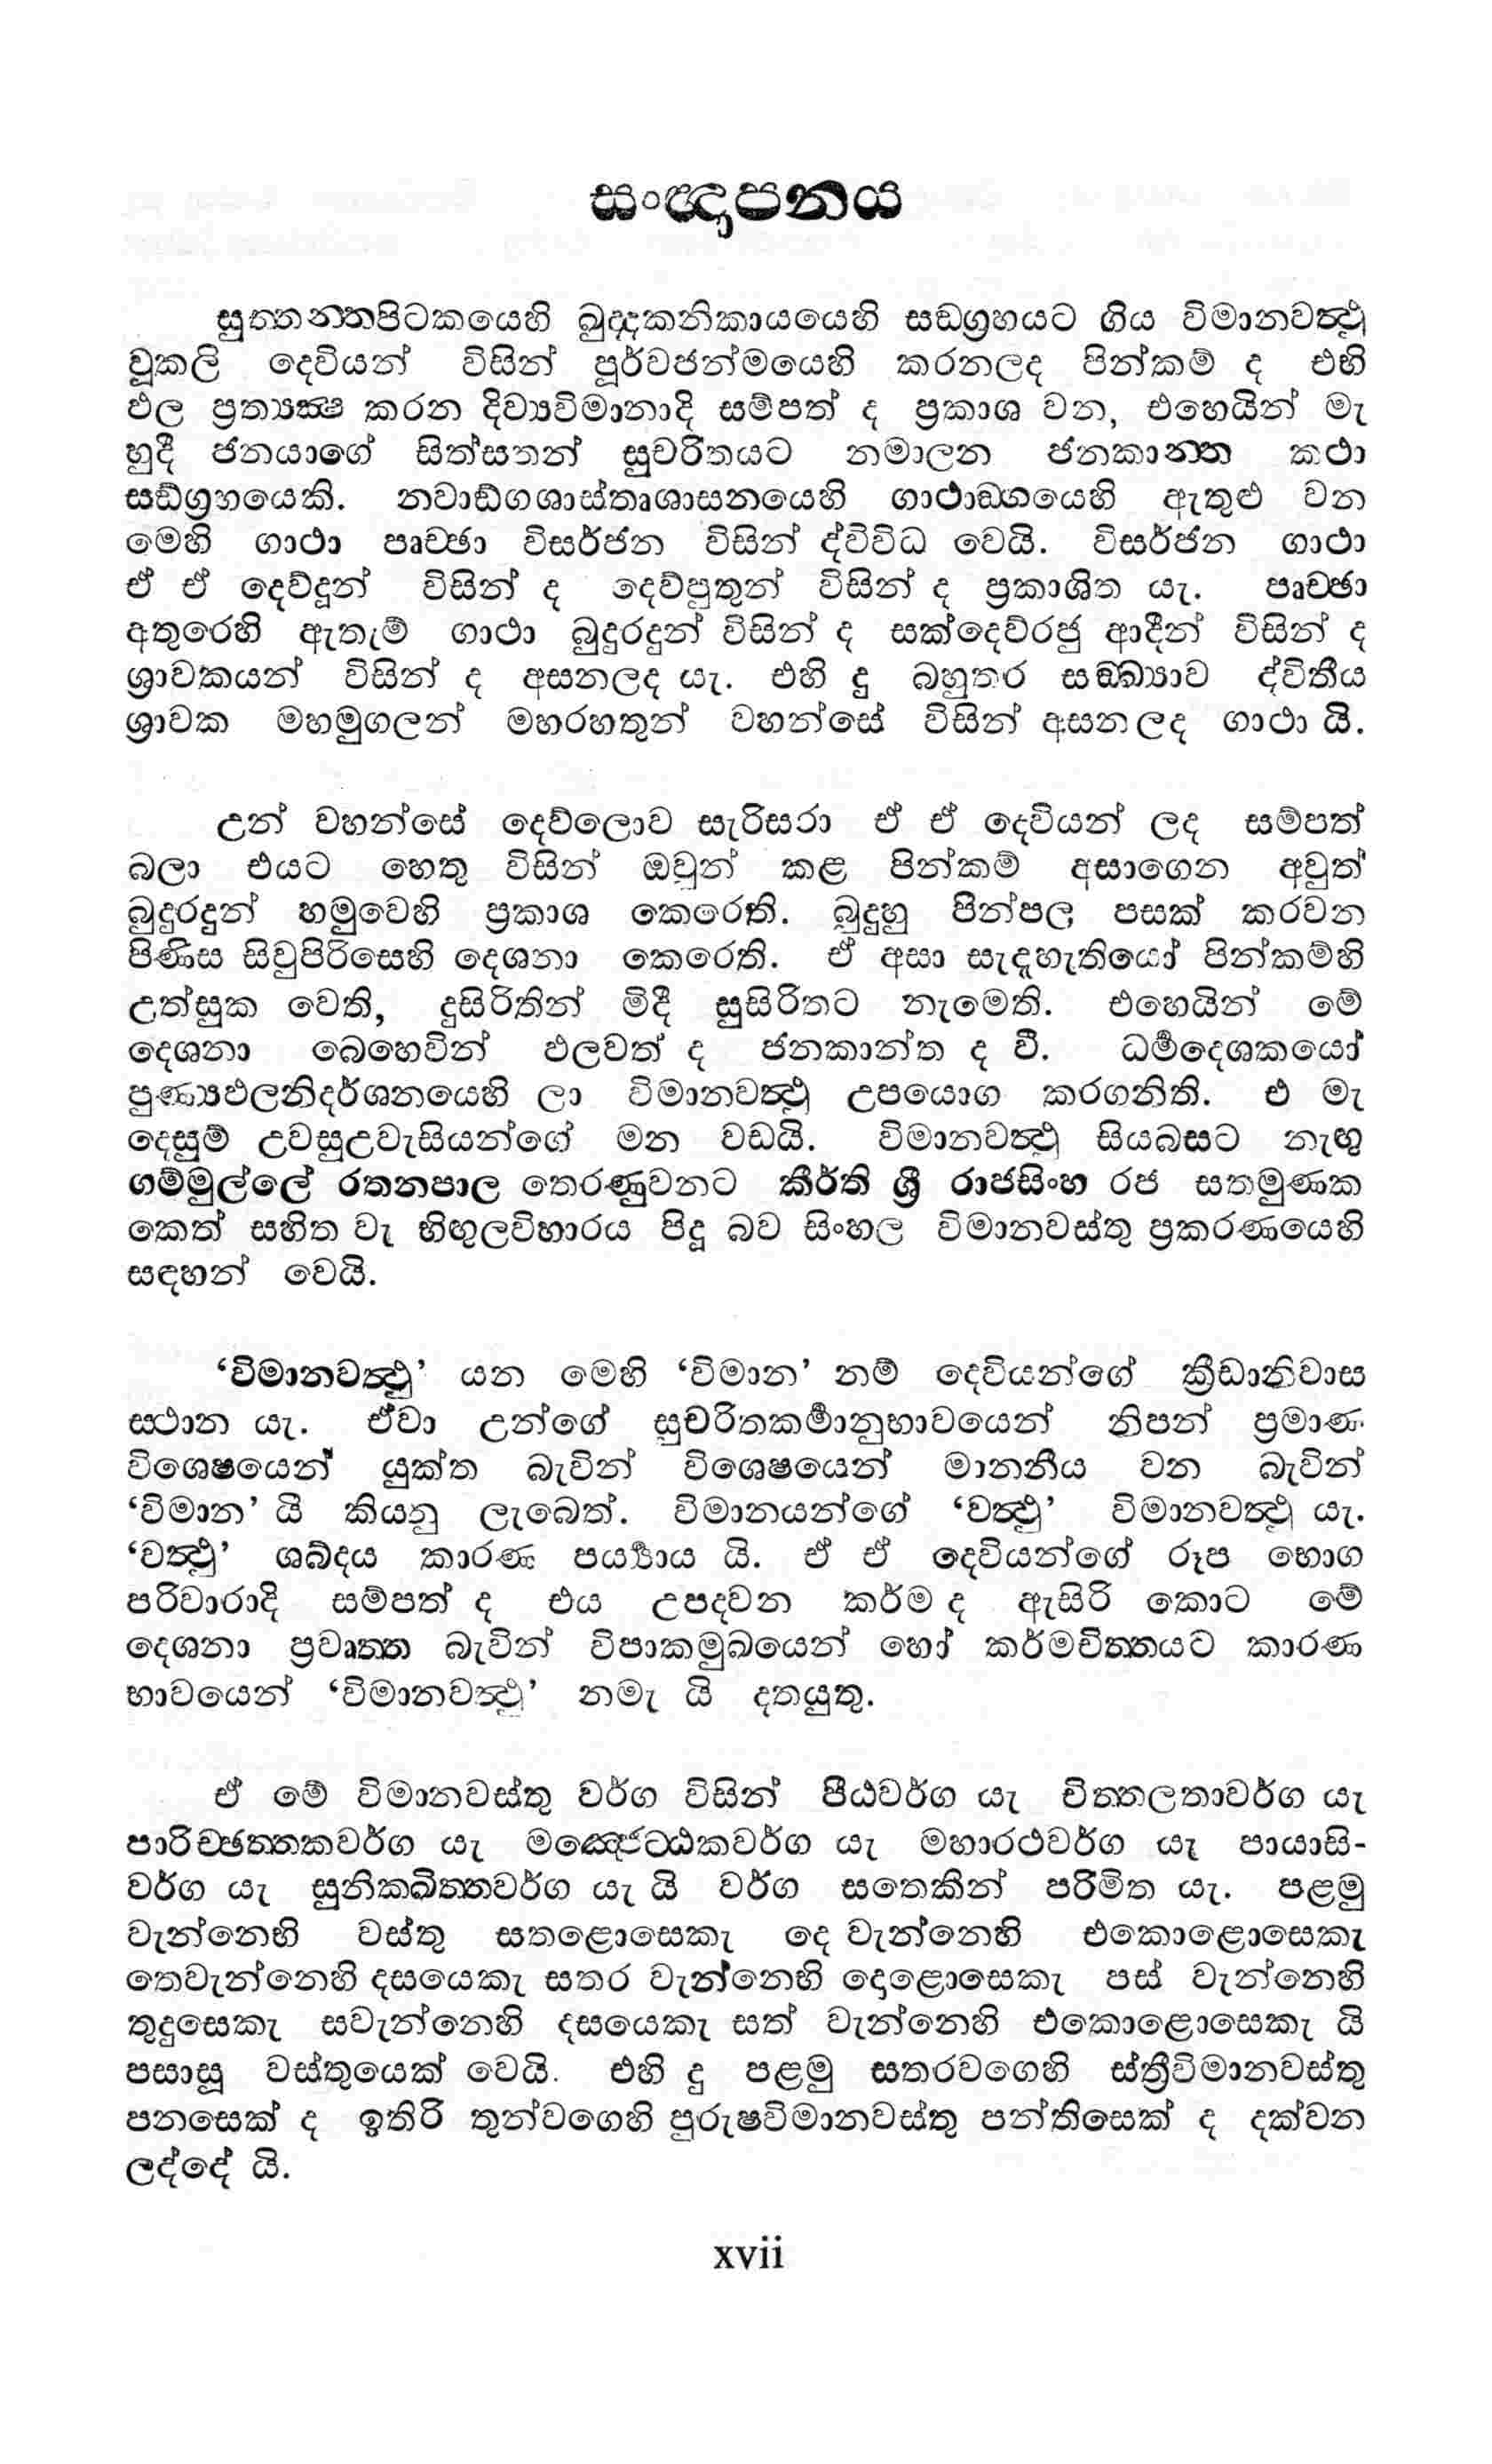 සංඥාපනය
සුත්තන්තපිටකයෙහි ඛුද්දකනිකායයෙහි සඞ්ග්‍රහයට ගිය විමානවත්ථු
වූකලි දෙවියන් විසින් පූර්වජන්මයෙහි කරනලද පින්කම් ද එහි
ඵල ප්‍රත්‍යක්ෂ කරන දිව්‍යවිමානාදි සම්පත් ද ප්‍රකාශ වන, එහෙයින් මැ
හුදී ජනයාගේ සිත්සතන් සුචරිතයට නමාලන ජනකාන්ත කථා
සඞ්ග්‍රහයෙකි. නවාඞ්ගශාස්තෘශාසනයෙහි ගාථාඞ්ගයෙහි ඇතුළු වන
මෙහි ගාථා පෘච්ඡා විසර්ජන විසින් ද්විවිධ වෙයි. විසර්ජන ගාථා
ඒ ඒ දෙව්දූන් විසින් ද දෙව්පුතුන් විසින් ද ප්‍රකාශිත යැ. පෘච්ඡා
අතුරෙහි ඇතැම් ගාථා බුදුරදුන් විසින් ද සක්දෙව්රජු ආදීන් විසින් ද
ශ්‍රාවකයන් විසින් ද අසනලද යැ. එහි දු බහුතර සඞ්ඛ්‍යාව ද්විතීය
ශ්‍රාවක මහමුගලන් මහරහතුන් වහන්සේ විසින් අසනලද ගාථා යි.
උන් වහන්සේ දෙව්ලොව සැරිසරා ඒ ඒ දෙවියන් ලද සම්පත්
බලා එයට හෙතු විසින් ඔවුන් කළ පින්කම් අසාගෙන අවුත්
බුදුරදුන් හමුවෙහි ප්‍රකාශ කෙරෙති. බුදුහු පින්පල පසක් කරවන
පිණිස සිවුපිරිසෙහි දෙශනා කෙරෙති. ඒ අසා සැදැහැතියෝ පින්කම්හි
උත්සුක වෙති, දුසිරිතින් මිදී සුසිරිතට නැමෙති. එහෙයින් මේ
දෙශනා බෙහෙවින් ඵලවත් ද ජනකාන්ත ද වී. ධර්‍මදෙශකයෝ
පුණ්‍යඵලනිදර්ශනයෙහි ලා විමානවත්ථු උපයොග කරගනිති. එ මැ
දෙසුම් උවසුඋවැසියන්ගේ මන වඩයි. විමානවත්ථු සියබසට නැඟු
ගම්මුල්ලේ රතනපාල තෙරණුවනට කීර්ති ශ්‍රී රාජසිංහ රජ සතමුණක
කෙත් සහිත වැ හිඟුලවිහාරය පිදූ බව සිංහල විමානවස්තු ප්‍රකරණයෙහි
සඳහන් වෙයි.
‘විමානවත්ථු’ යන මෙහි ‘විමාන’ නම් දෙවියන්ගේ ක්‍රීඩානිවාස
ස්ථාන යැ. ඒවා උන්ගේ සුචරිතකර්‍මානුභාවයෙන් නිපන් ප්‍රමාණ
විශෙෂයෙන් යුක්ත බැවින් විශෙෂයෙන් මානනීය වන බැවින්
‘විමාන’ යි කියනු ලැබෙත්. විමානයන්ගේ ‘වත්ථු’ විමානවත්ථු යැ.
‘වත්ථු’ ශබ්දය කාරණ පර්‍ය්‍යාය යි. ඒ ඒ දෙවියන්ගේ රූප භොග
පරිවාරාදි සම්පත් ද එය උපදවන කර්ම ද ඇසිරි කොට මේ
දෙශනා ප්‍රවෘත්ත බැවින් විපාකමුඛයෙන් හෝ කර්මචිත්තයට කාරණ
භාවයෙන් ‘විමානවත්ථු’ නමැ යි දතයුතු.
ඒ මේ විමානවස්තු වර්ග විසින් පීඨවර්ග යැ චිත්තලතාවර්ග යැ
පාරිච්ඡත්තකවර්ග යැ මඤ්ජෙට්ඨකවර්ග යැ මහාරථවර්ග යැ පායාසි-
වර්ග යැ සුනික්ඛිත්තවර්ග යැ යි වර්ග සතෙකින් පරිමිත යැ. පළමු
වැන්නෙහි වස්තු සතළොසෙකැ දෙ වැන්නෙහි එකොළොසෙකැ
තෙවැන්නෙහි දසයෙකැ සතර වැන්නෙහි දොළොසෙකැ පස් වැන්නෙහි
තුදුසෙකැ සවැන්නෙහි දසයෙකැ සත් වැන්නෙහි එකොළොසෙකැ යි
පසාසූ වස්තුයෙක් වෙයි. එහි දු පළමු සතරවගෙහි ස්ත්‍රීවිමානවස්තු
පනසෙක් ද ඉතිරි තුන්වගෙහි පුරුෂවිමානවස්තු පන්තිසෙක් ද දක්වන
ලද්දේ යි.
xvii